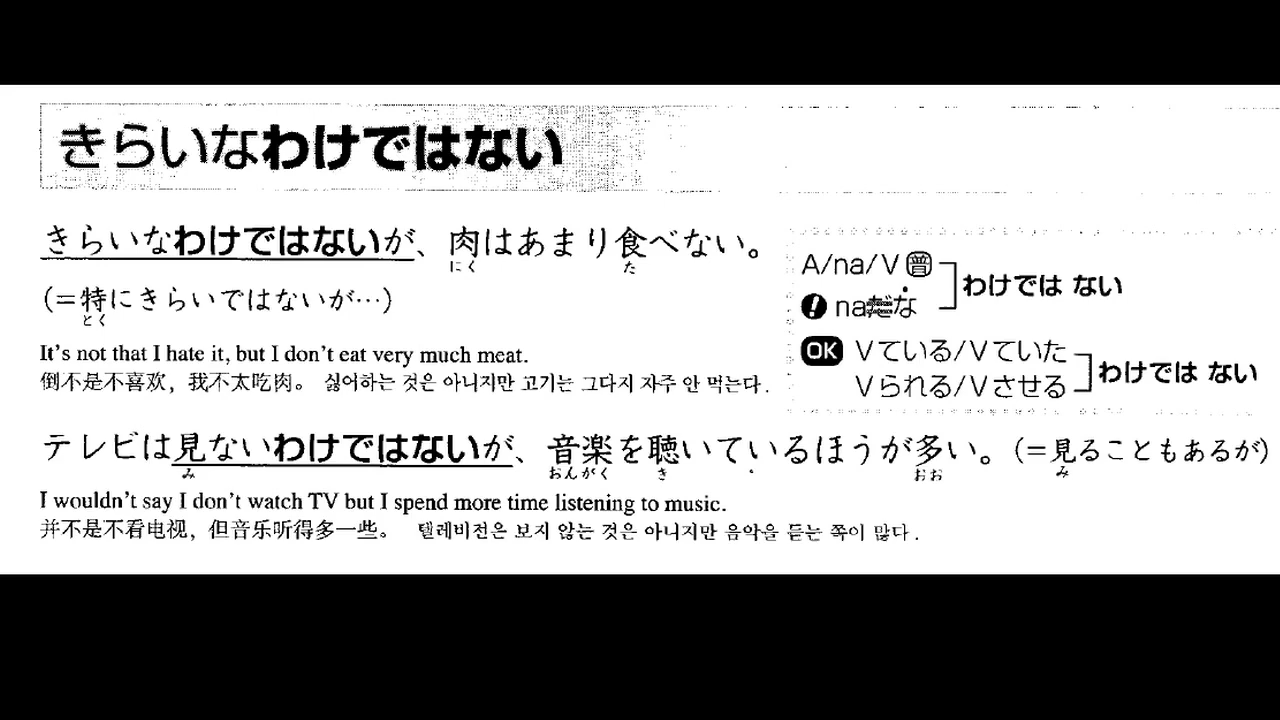 きらいなわけではない
きらいなわけではないが、肉はあまり食べない。
にく た
(=特にきらいではないが…)
とく
It's not that I hate it, but I don't eat very much meat.
倒不是不喜欢，我不太吃肉。 싫어하는 것은 아니지만 고기는 그다지 자주 안 먹는다.
A/na/V 普 わけでは ない
! naだな
OK Vている/Vていた わけでは ない
Vられる/Vさせる
テレビは見ないわけではないが、音楽を聴いているほうが多い。(=見ることもあるが)
み おんがく き おお み
I wouldn't say I don't watch TV but I spend more time listening to music.
并不是不看电视，但音乐听得多一些。 텔레비전은 보지 않는 것은 아니지만 음악을 듣는 쪽이 많다.